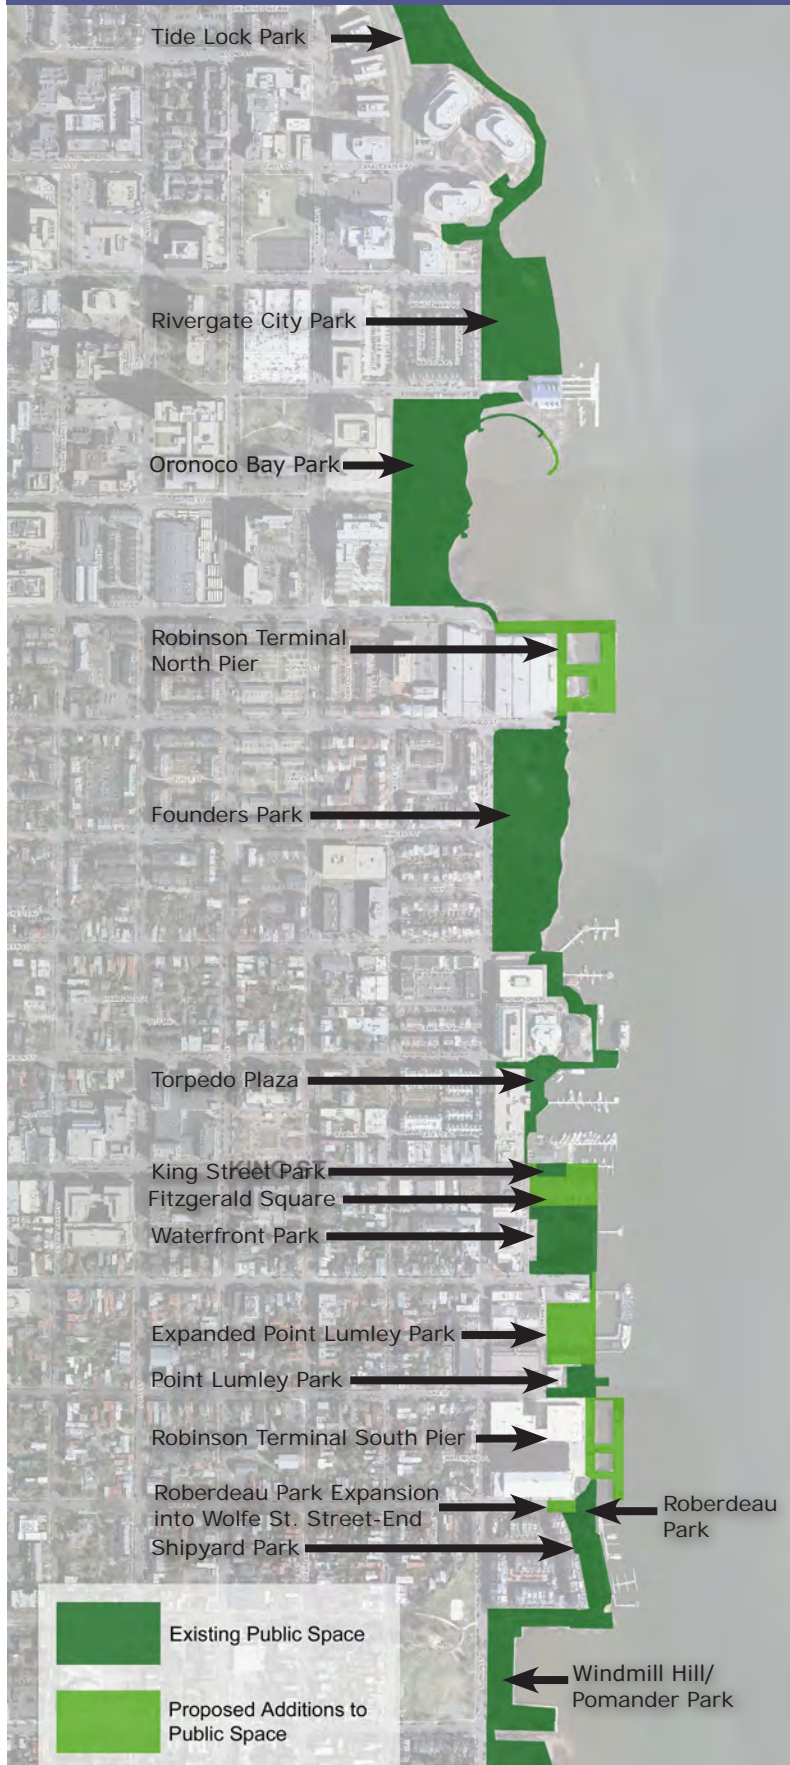 Tide Lock Park
Rivergate City Park
Oronoco Bay Park
Robinson Terminal
North Pier
Founders Park
Torpedo Plaza
KING ST
King Street Park
Fitzgerald Square
Waterfront Park
Expanded Point Lumley Park
Point Lumley Park
Robinson Terminal South Pier
Roberdeau Park Expansion
into Wolfe St. Street-End
Roberdeau
Park
Shipyard Park
Existing Public Space
Windmill Hill/
Pomander Park
Proposed Additions to
Public Space